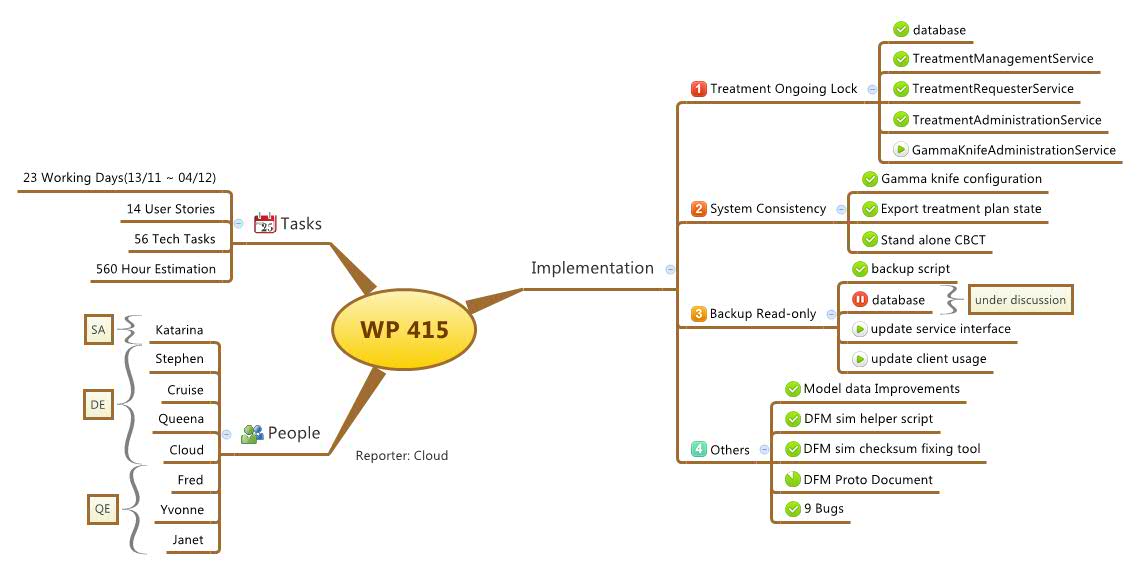 WP 415
Tasks
25
23 Working Days(13/11 ~ 04/12)
14 User Stories
56 Tech Tasks
560 Hour Estimation
People
SA
Katarina
DE
Stephen
Cruise
Queena
Cloud
QE
Fred
Yvonne
Janet
Reporter: Cloud
Implementation
1 Treatment Ongoing Lock
database
TreatmentManagementService
TreatmentRequesterService
TreatmentAdministrationService
GammaKnifeAdministrationService
2 System Consistency
Gamma knife configuration
Export treatment plan state
Stand alone CBCT
3 Backup Read-only
backup script
database
under discussion
update service interface
update client usage
4 Others
Model data Improvements
DFM sim helper script
DFM sim checksum fixing tool
DFM Proto Document
9 Bugs